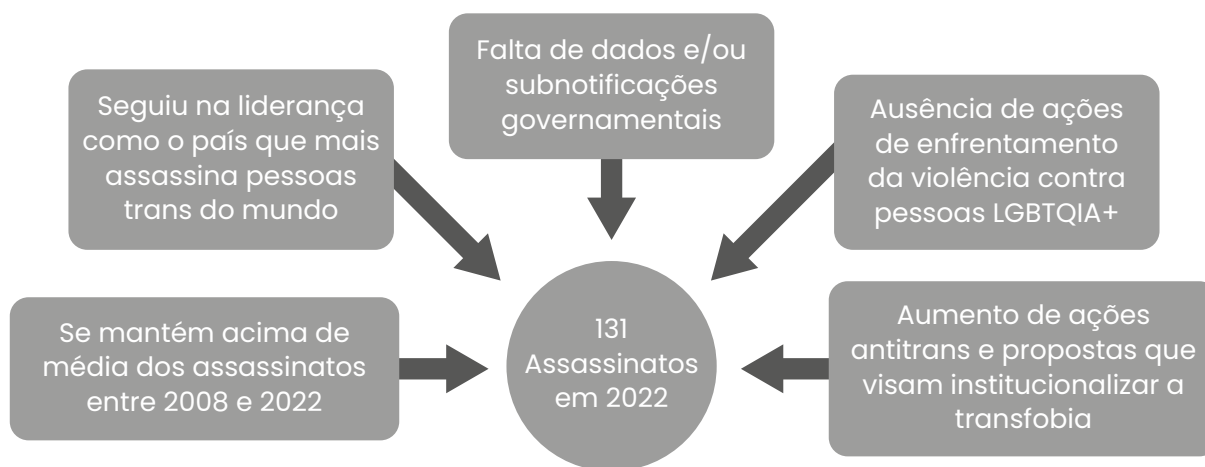 Seguiu na liderança
como o país que mais
assassina pessoas
trans do mundo
Falta de dados e/ou
subnotificações
governamentais
Ausência de ações
de enfrentamento
da violência contra
pessoas LGBTQIA+
Se mantém acima de
média dos assassinatos
entre 2008 e 2022
131
Assassinatos
em 2022
Aumento de ações
antitrans e propostas que
visam institucionalizar a
transfobia